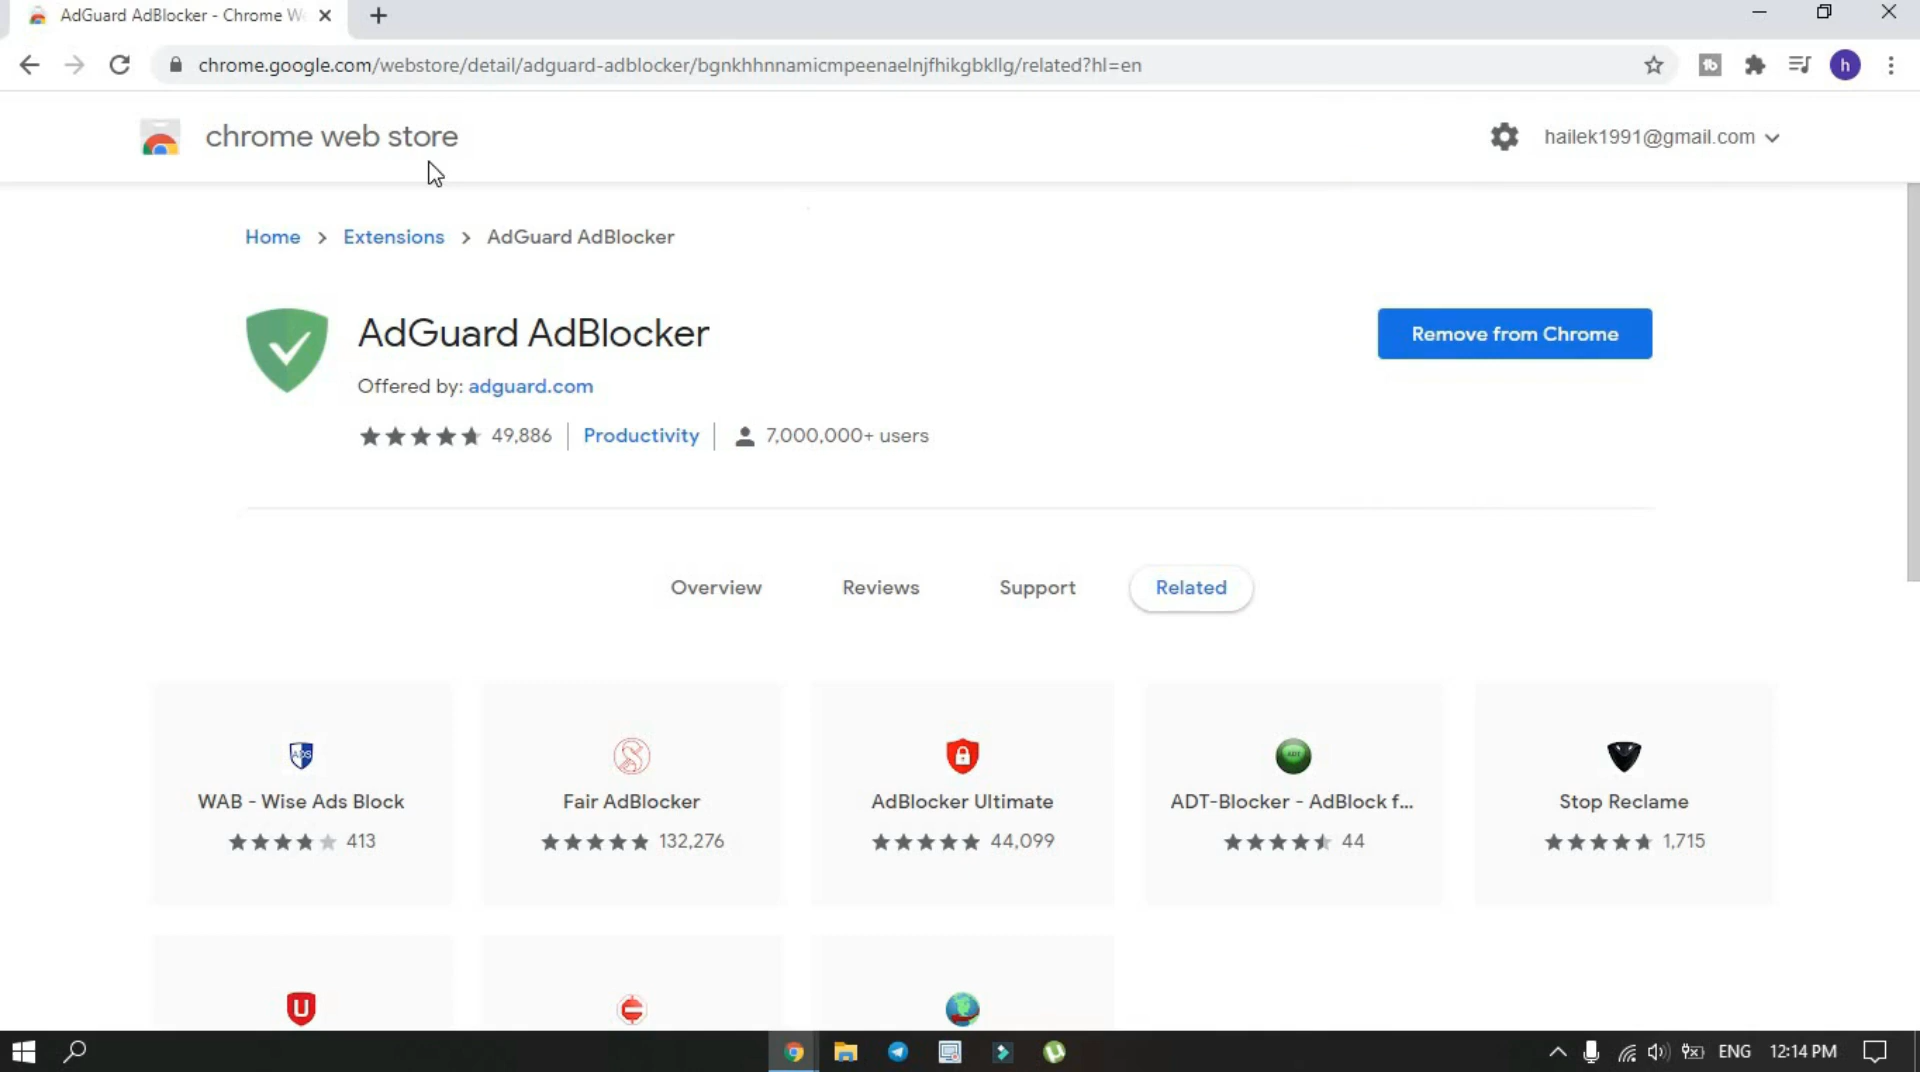 AdGuard AdBlocker - Chrome We
chrome.google.com/webstore/detail/adguard-adblocker/bgnkhhnnamicmpeenaelnjfhikgbkllg/related?hl=en
h
chrome web store
hailek1991@gmail.com
Home > Extensions > AdGuard AdBlocker
AdGuard AdBlocker
Remove from Chrome
Offered by: adguard.com
49,886 Productivity 7,000,000+ users
Overview Reviews Support Related
WAB - Wise Ads Block Fair AdBlocker AdBlocker Ultimate ADT-Blocker - AdBlock f... Stop Reclame
413 132,276 44,099 44 1,715
U
ENG 12:14 PM